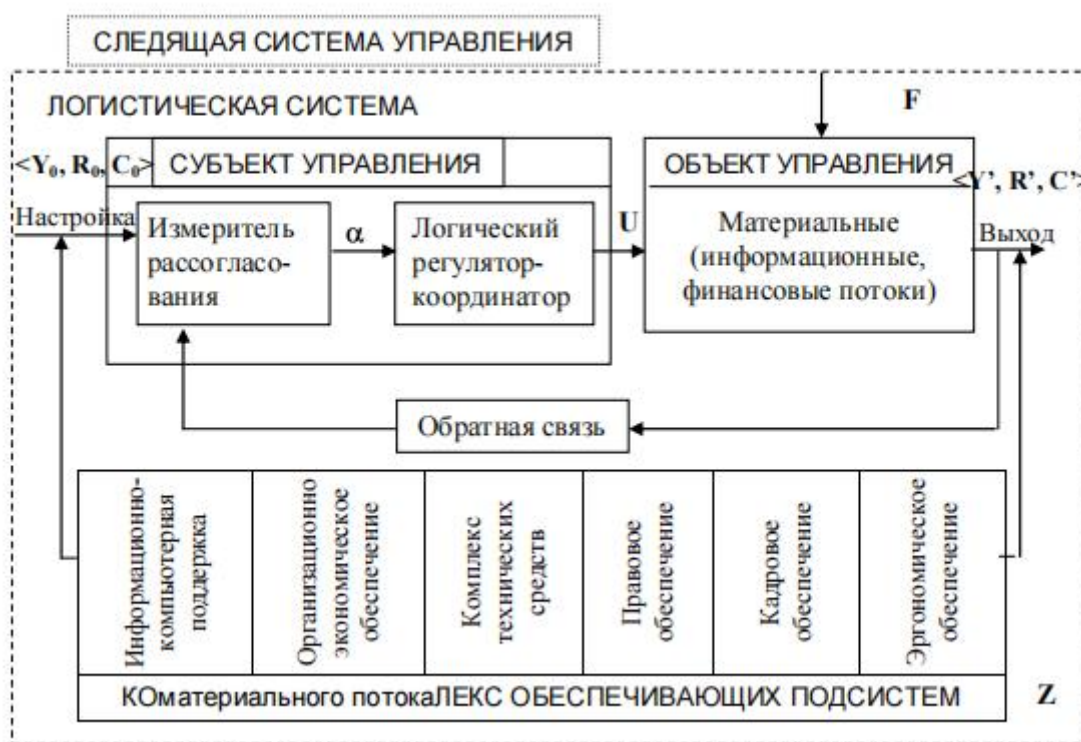 СЛЕДЯЩАЯ СИСТЕМА УПРАВЛЕНИЯ
ЛОГИСТИЧЕСКАЯ СИСТЕМА
F
<Y₀, R₀, C₀>
СУБЪЕКТ УПРАВЛЕНИЯ
ОБЪЕКТ УПРАВЛЕНИЯ
<Y’, R’, C’>
Настройка
Измеритель
рассогласо-
вания
α
Логический
регулятор-
координатор
U
Материальные
(информационные,
финансовые потоки)
Выход
Обратная связь
Информационно-
компьютерная
поддержка
Организационно
экономическое
обеспечение
Комплекс
технических
средств
Правовое
обеспечение
Кадровое
обеспечение
Эргономическое
обеспечение
КОматериального потокаЛЕКС ОБЕСПЕЧИВАЮЩИХ ПОДСИСТЕМ
Z